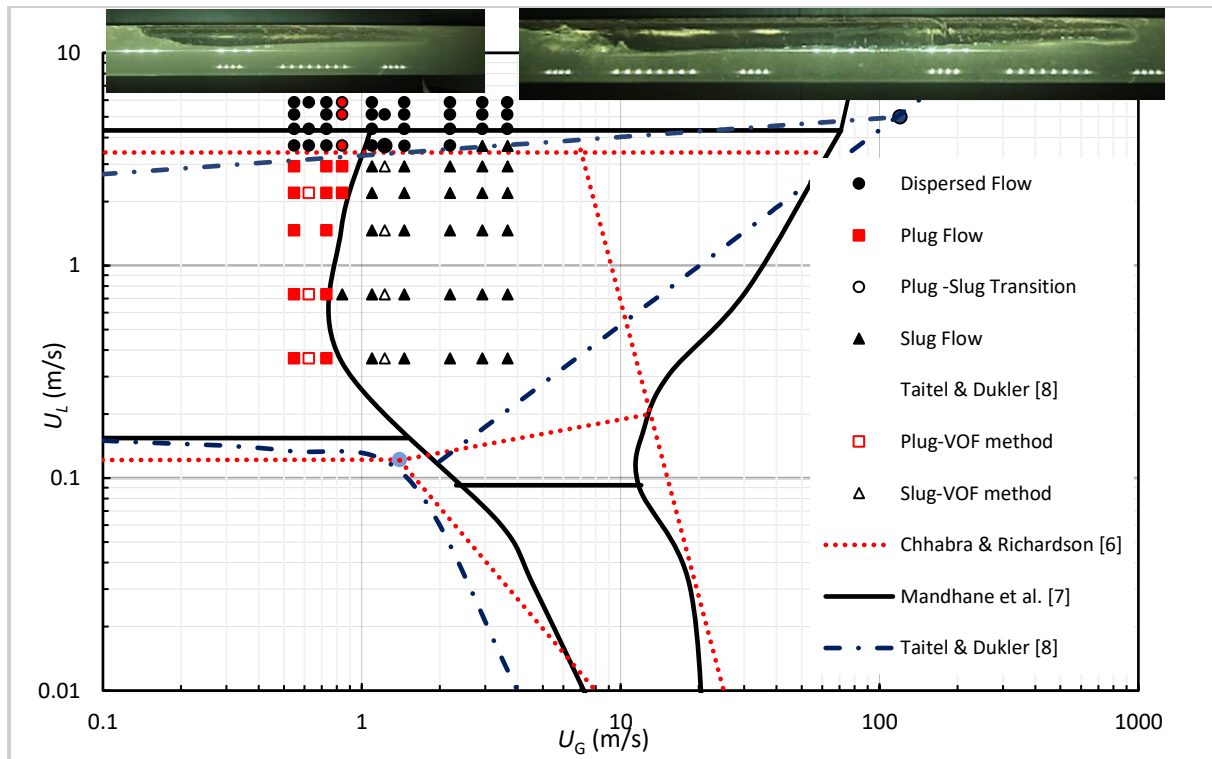 10
1
0.1
0.01
U_L (m/s)
0.1
1
10
100
1000
U_G (m/s)
Dispersed Flow
Plug Flow
Plug -Slug Transition
Slug Flow
Taitel & Dukler [8]
Plug-VOF method
Slug-VOF method
Chhabra & Richardson [6]
Mandhane et al. [7]
Taitel & Dukler [8]